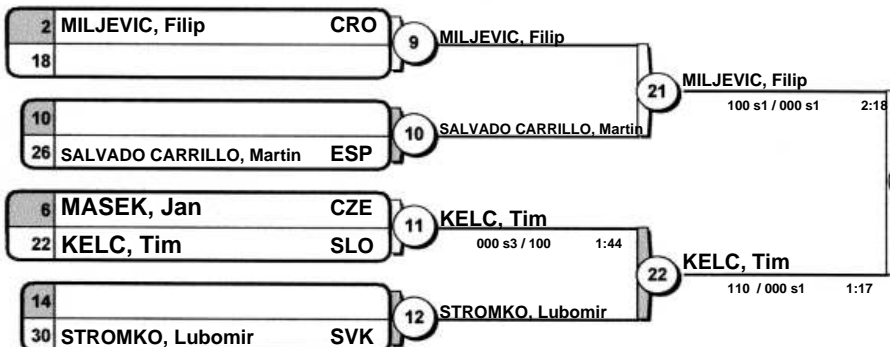 2 MILJEVIC, Filip CRO
18
9 MILJEVIC, Filip
10
26 SALVADO CARRILLO, Martin ESP
10 SALVADO CARRILLO, Martin
21 MILJEVIC, Filip
100 s1 / 000 s1 2:18
6 MASEK, Jan CZE
22 KELC, Tim SLO
11 KELC, Tim
000 s3 / 100 1:44
14
30 STROMKO, Lubomir SVK
12 STROMKO, Lubomir
22 KELC, Tim
110 / 000 s1 1:17